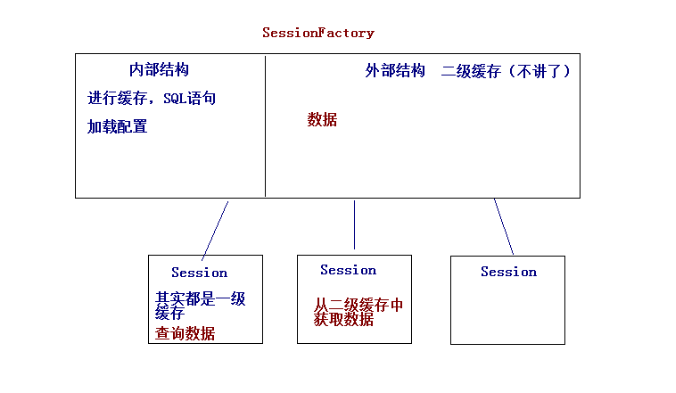 SessionFactory
内部结构
外部结构 二级缓存（不讲了）
进行缓存，SQL语句
数据
加载配置
Session
其实都是一级
缓存
查询数据
Session
从二级缓存中
获取数据
Session